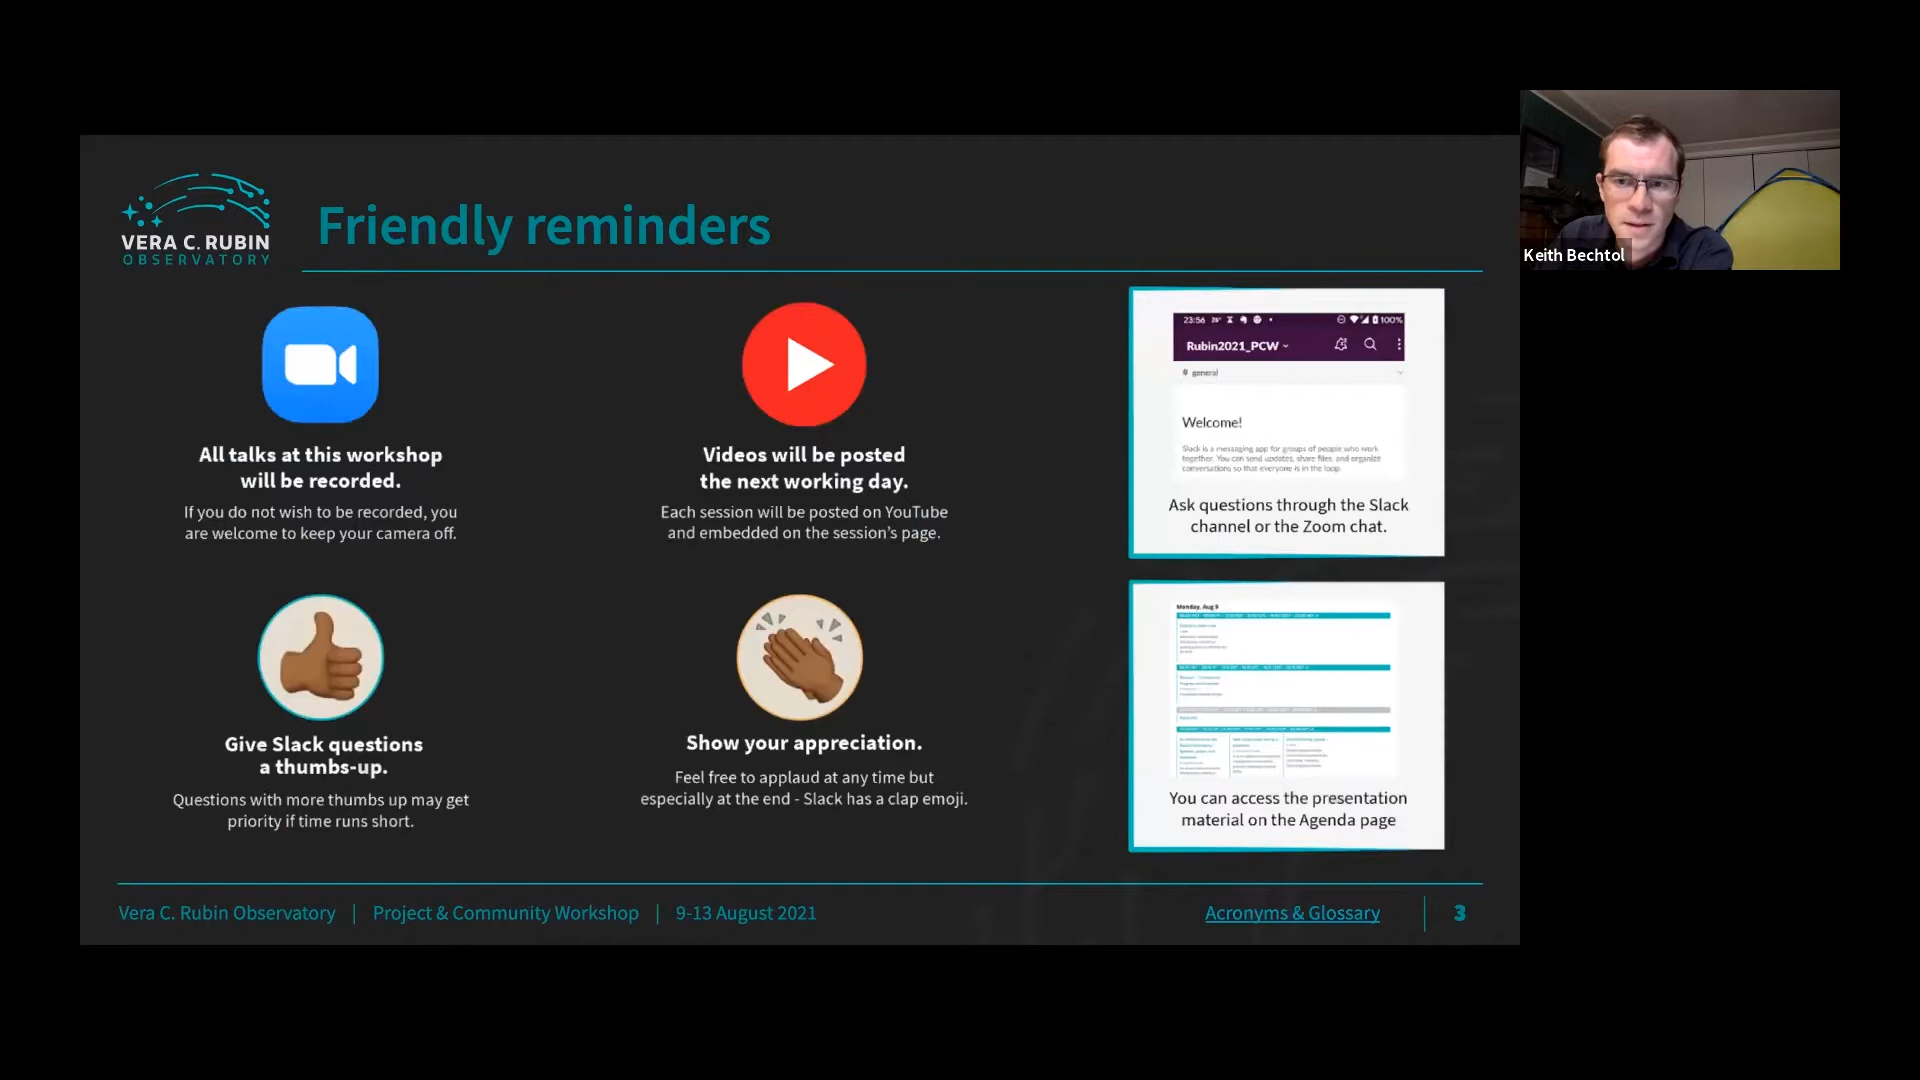 VERA C. RUBIN
OBSERVATORY
Friendly reminders
Keith Bechtol
All talks at this workshop
will be recorded.
If you do not wish to be recorded, you
are welcome to keep your camera off.
Videos will be posted
the next working day.
Each session will be posted on YouTube
and embedded on the session's page.
23:56
100%
Rubin2021_PCW
# general
Welcome!
Slack is a messaging app for groups of people who work
together. You can send updates, share files, and organize
conversations so that everyone is in the loop.
Ask questions through the Slack
channel or the Zoom chat.
Give Slack questions
a thumbs-up.
Questions with more thumbs up may get
priority if time runs short.
Show your appreciation.
Feel free to applaud at any time but
especially at the end - Slack has a clap emoji.
Monday, Aug 9
You can access the presentation
material on the Agenda page
Vera C. Rubin Observatory | Project & Community Workshop | 9-13 August 2021
Acronyms & Glossary | 3